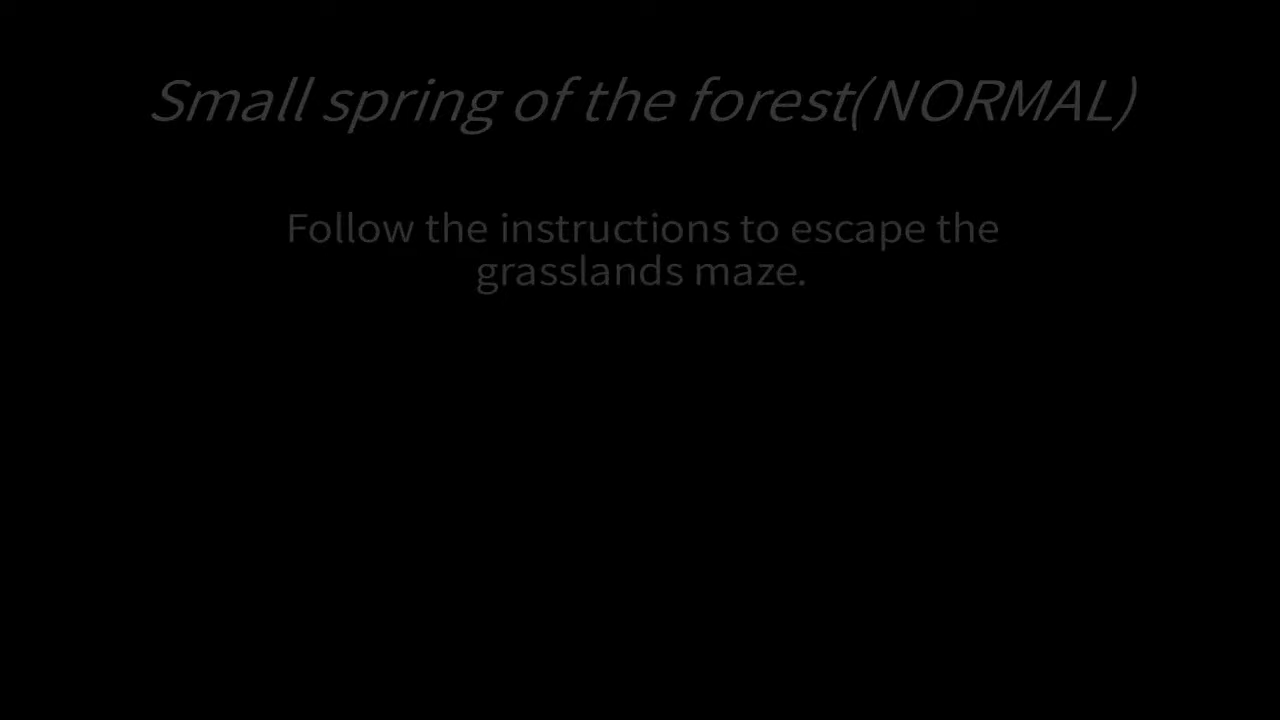 Small spring of the forest(NORMAL)
Follow the instructions to escape the
grasslands maze.